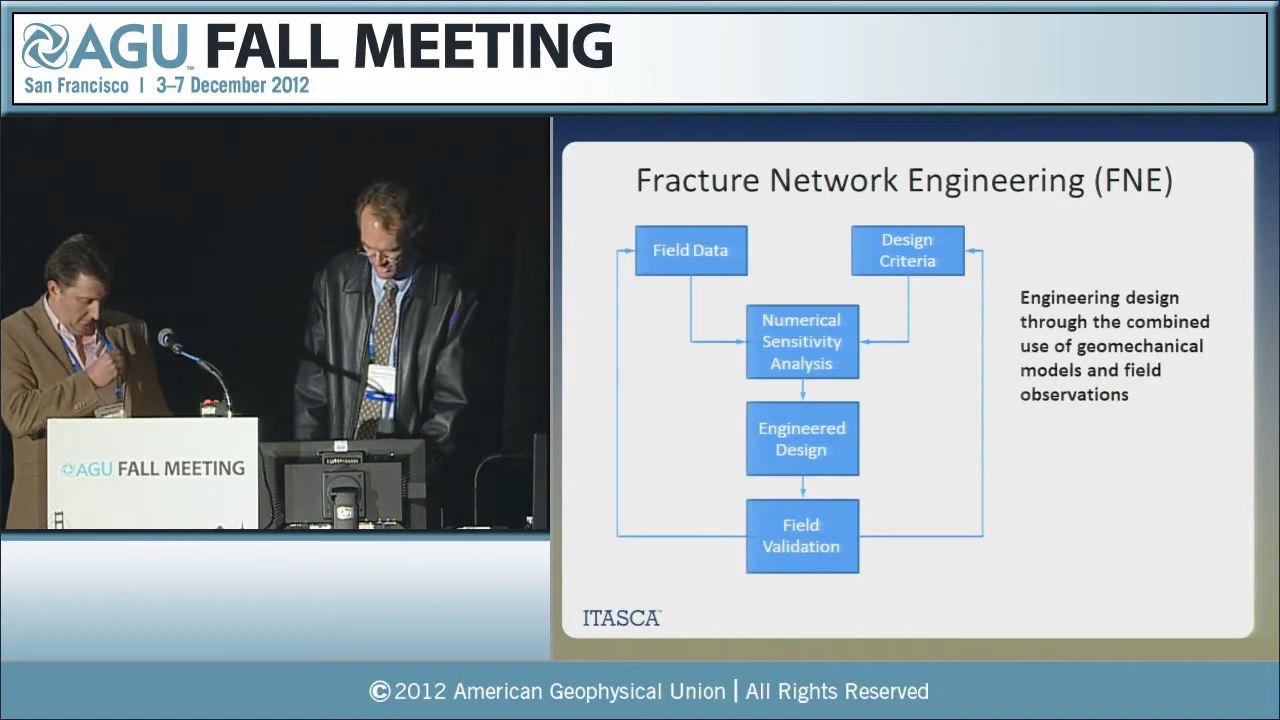 AGU FALL MEETING
San Francisco | 3–7 December 2012
AGU FALL MEETING
Fracture Network Engineering (FNE)
Field Data
Design
Criteria
Numerical
Sensitivity
Analysis
Engineered
Design
Field
Validation
Engineering design
through the combined
use of geomechanical
models and field
observations
ITASCA™
©2012 American Geophysical Union | All Rights Reserved